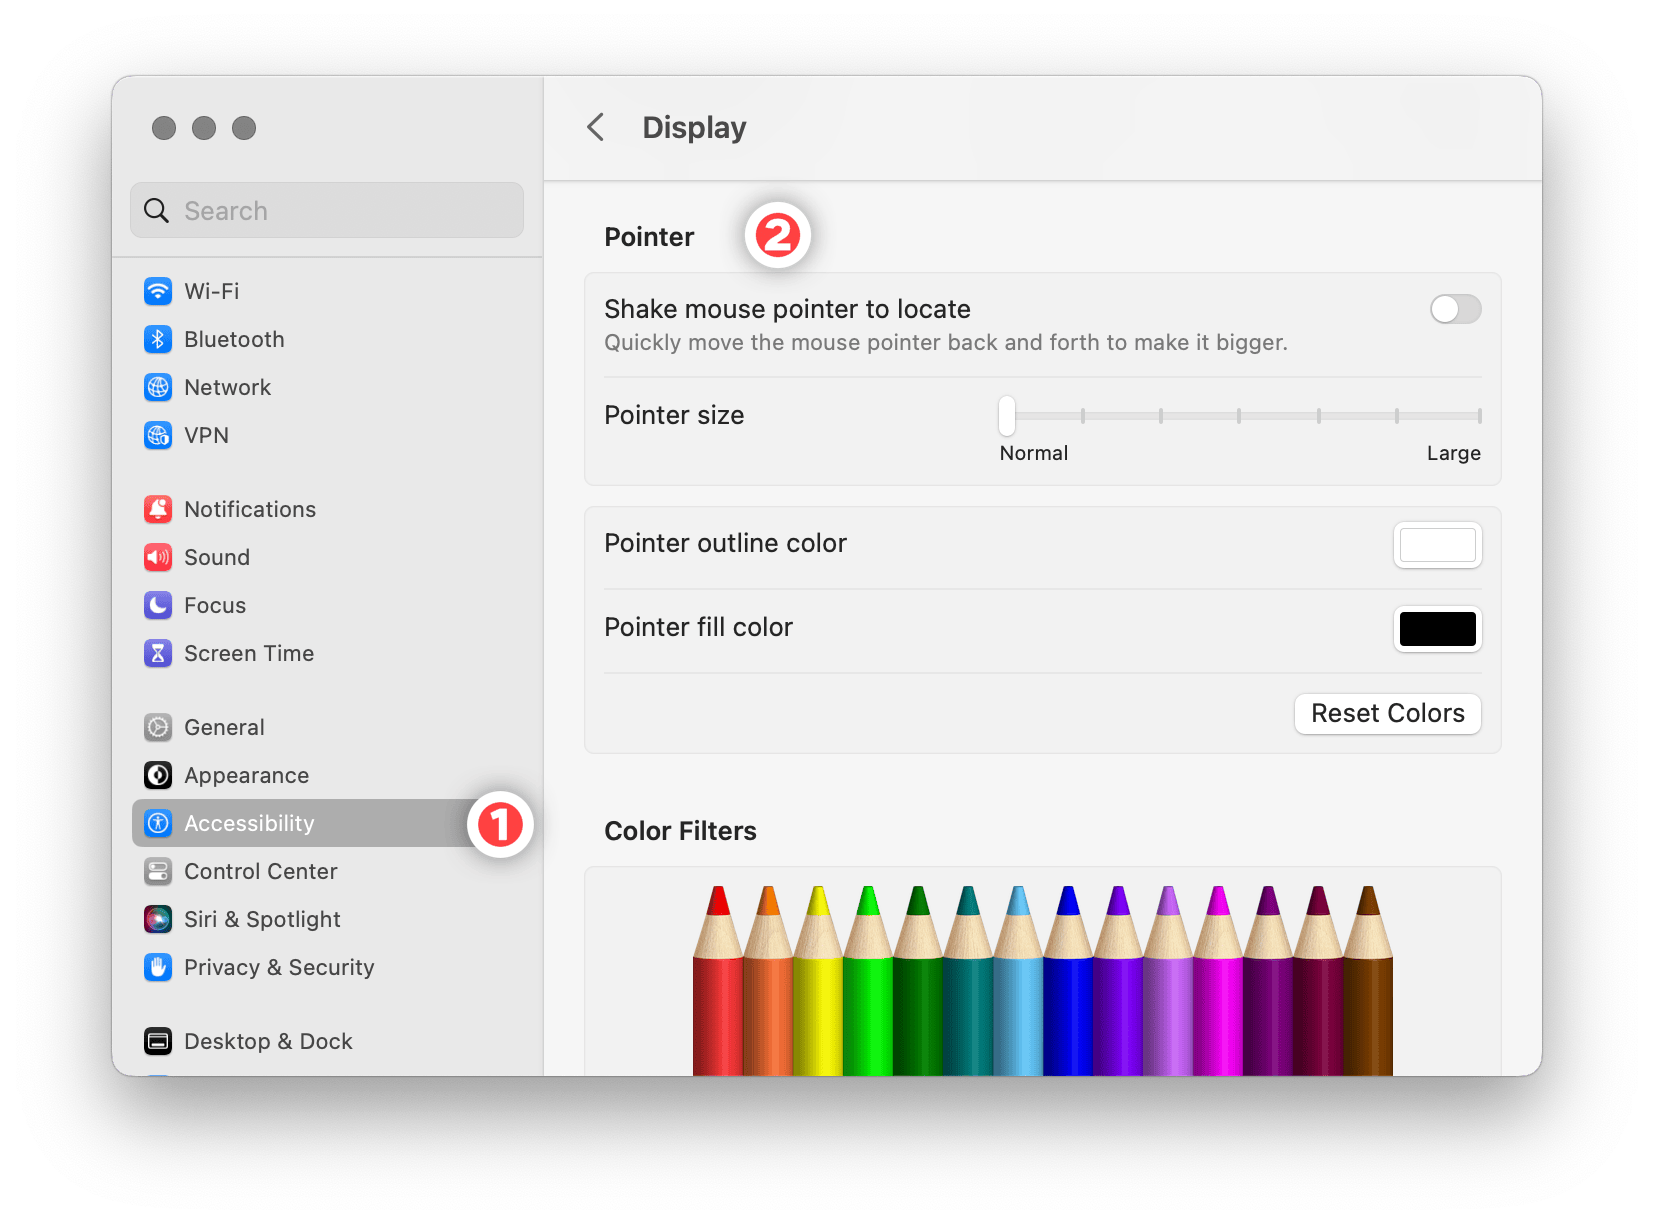 Display
Search
Wi-Fi
Bluetooth
Network
VPN
Notifications
Sound
Focus
Screen Time
General
Appearance
Accessibility
1
Control Center
Siri & Spotlight
Privacy & Security
Desktop & Dock
Pointer
2
Shake mouse pointer to locate
Quickly move the mouse pointer back and forth to make it bigger.
Pointer size
Normal
Large
Pointer outline color
Pointer fill color
Reset Colors
Color Filters